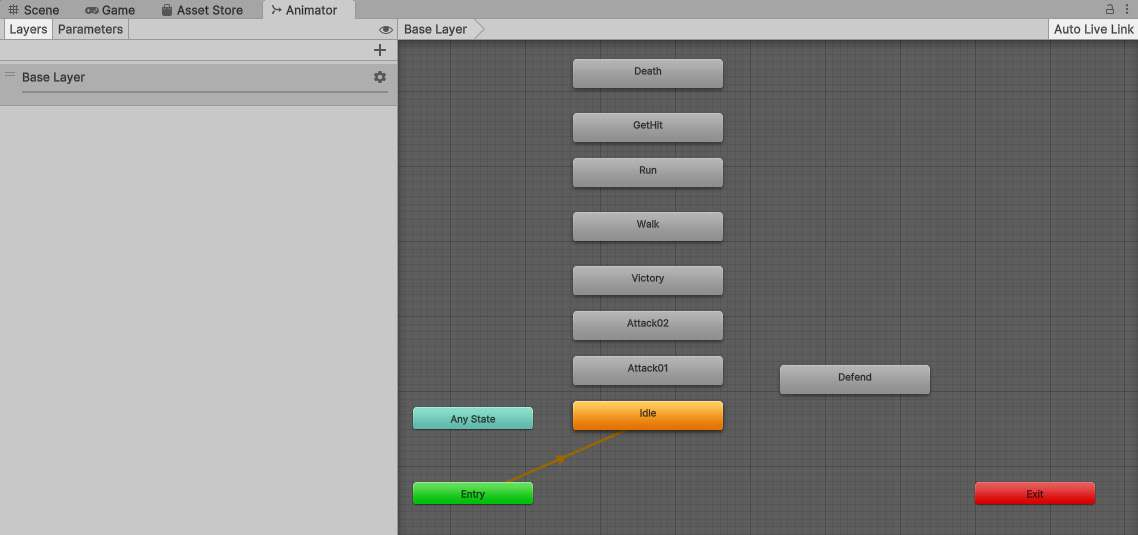 Scene Game Asset Store Animator
Layers Parameters Base Layer Auto Live Link
Base Layer
Death
GetHit
Run
Walk
Victory
Attack02
Attack01
Defend
Idle
Any State
Entry
Exit